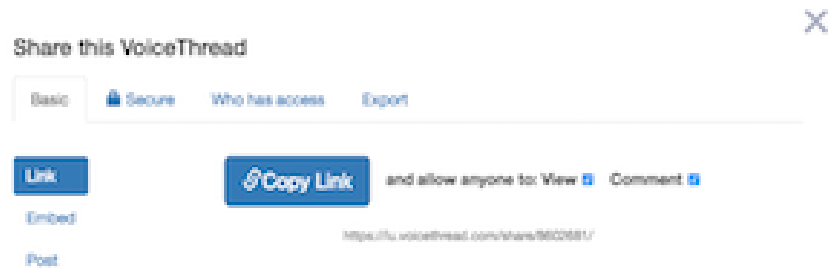 Share this VoiceThread
Basic Secure Who has access Export
Link Copy Link and allow anyone to: View Comment
Embed
Post